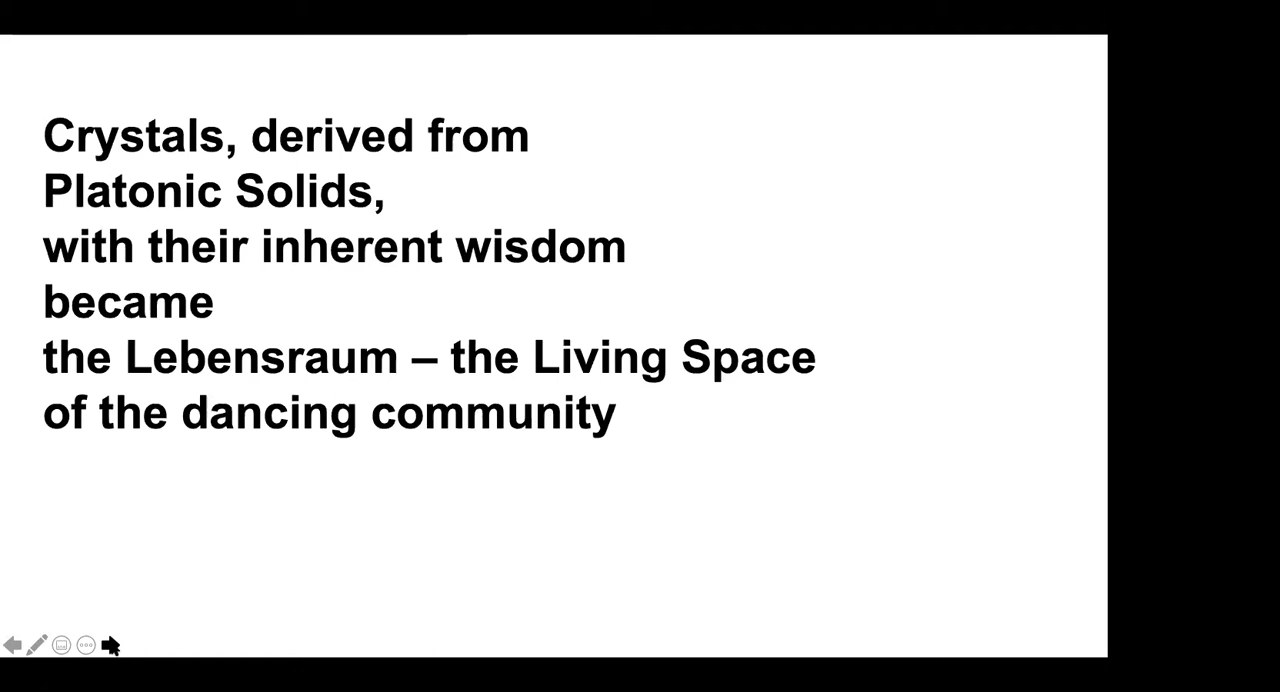 Crystals, derived from
Platonic Solids,
with their inherent wisdom
became
the Lebensraum – the Living Space
of the dancing community